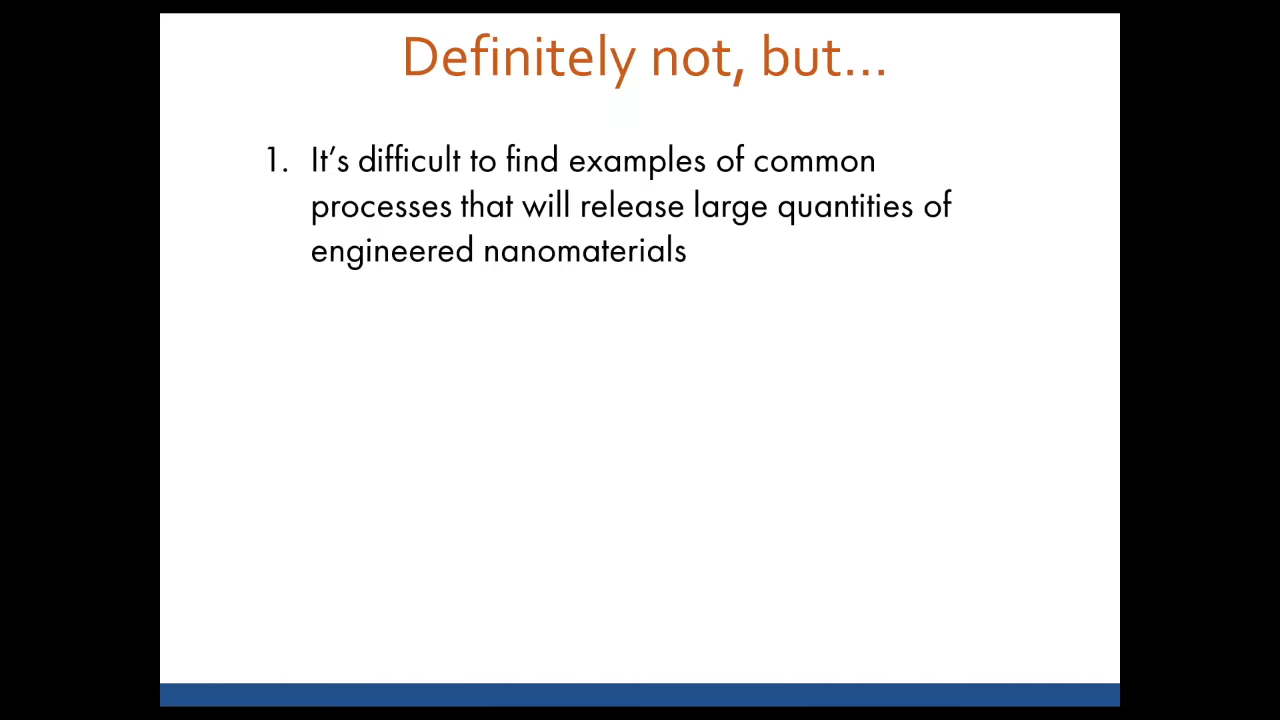 Definitely not, but...
1. It’s difficult to find examples of common
processes that will release large quantities of
engineered nanomaterials